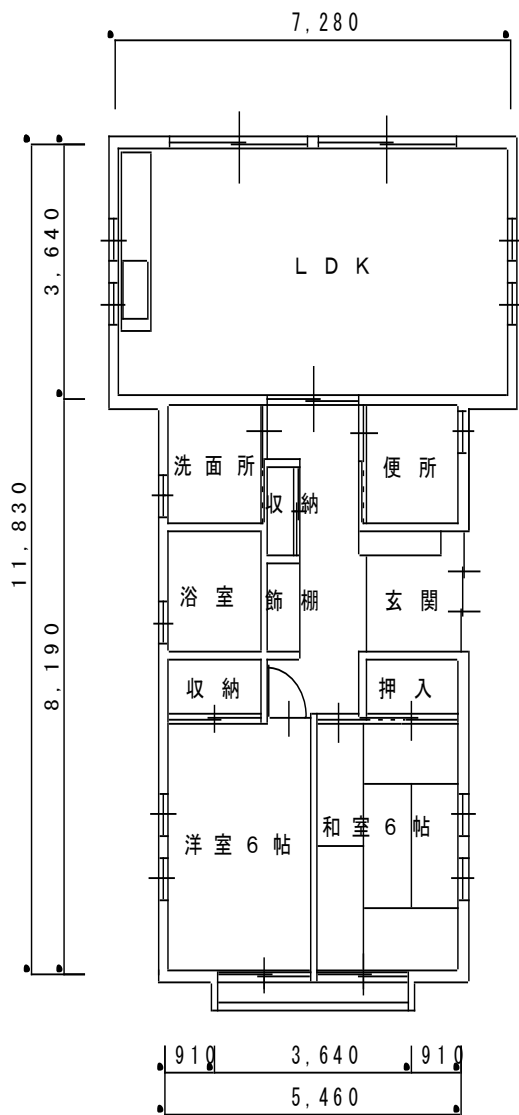 7,280
3,640
LDK
洗面所
便所
収納
11,830
浴室
飾棚
玄関
8,190
収納
押入
洋室6帖
和室6帖
910
3,640
910
5,460